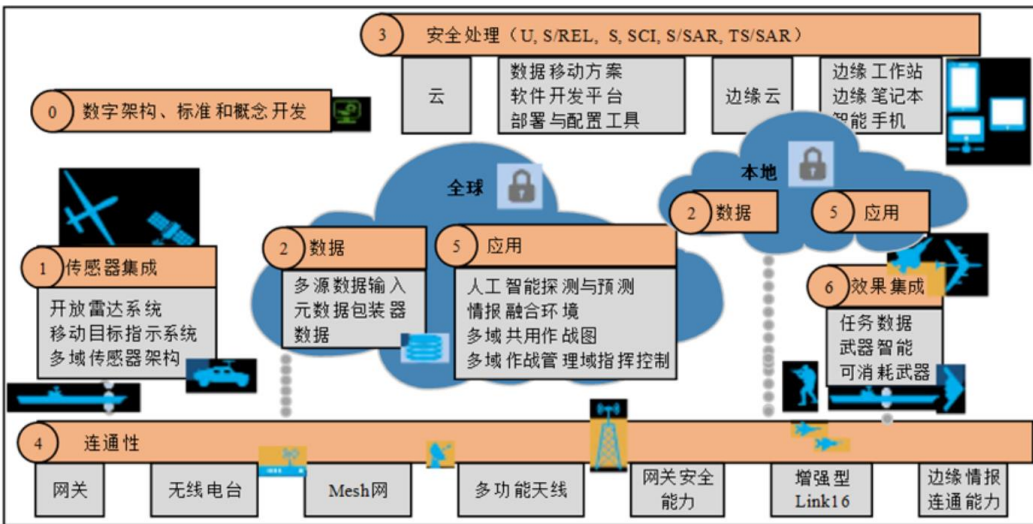 3 安全处理（U, S/REL, S, SCI, S/SAR, TS/SAR）
云
数据移动方案
软件开发平台
部署与配置工具
边缘云
边缘工作站
边缘笔记本
智能手机
0 数字架构、标准和概念开发
全球
本地
2 数据
5 应用
1 传感器集成
开放雷达系统
移动目标指示系统
多域传感器架构
2 数据
多源数据输入
元数据包装器
数据
5 应用
人工智能探测与预测
情报融合环境
多域共用作战图
多域作战管理域指挥控制
6 效果集成
任务数据
武器智能
可消耗武器
4 连通性
网关
无线电台
Mesh网
多功能天线
网关安全
能力
增强型
Link16
边缘情报
连通能力